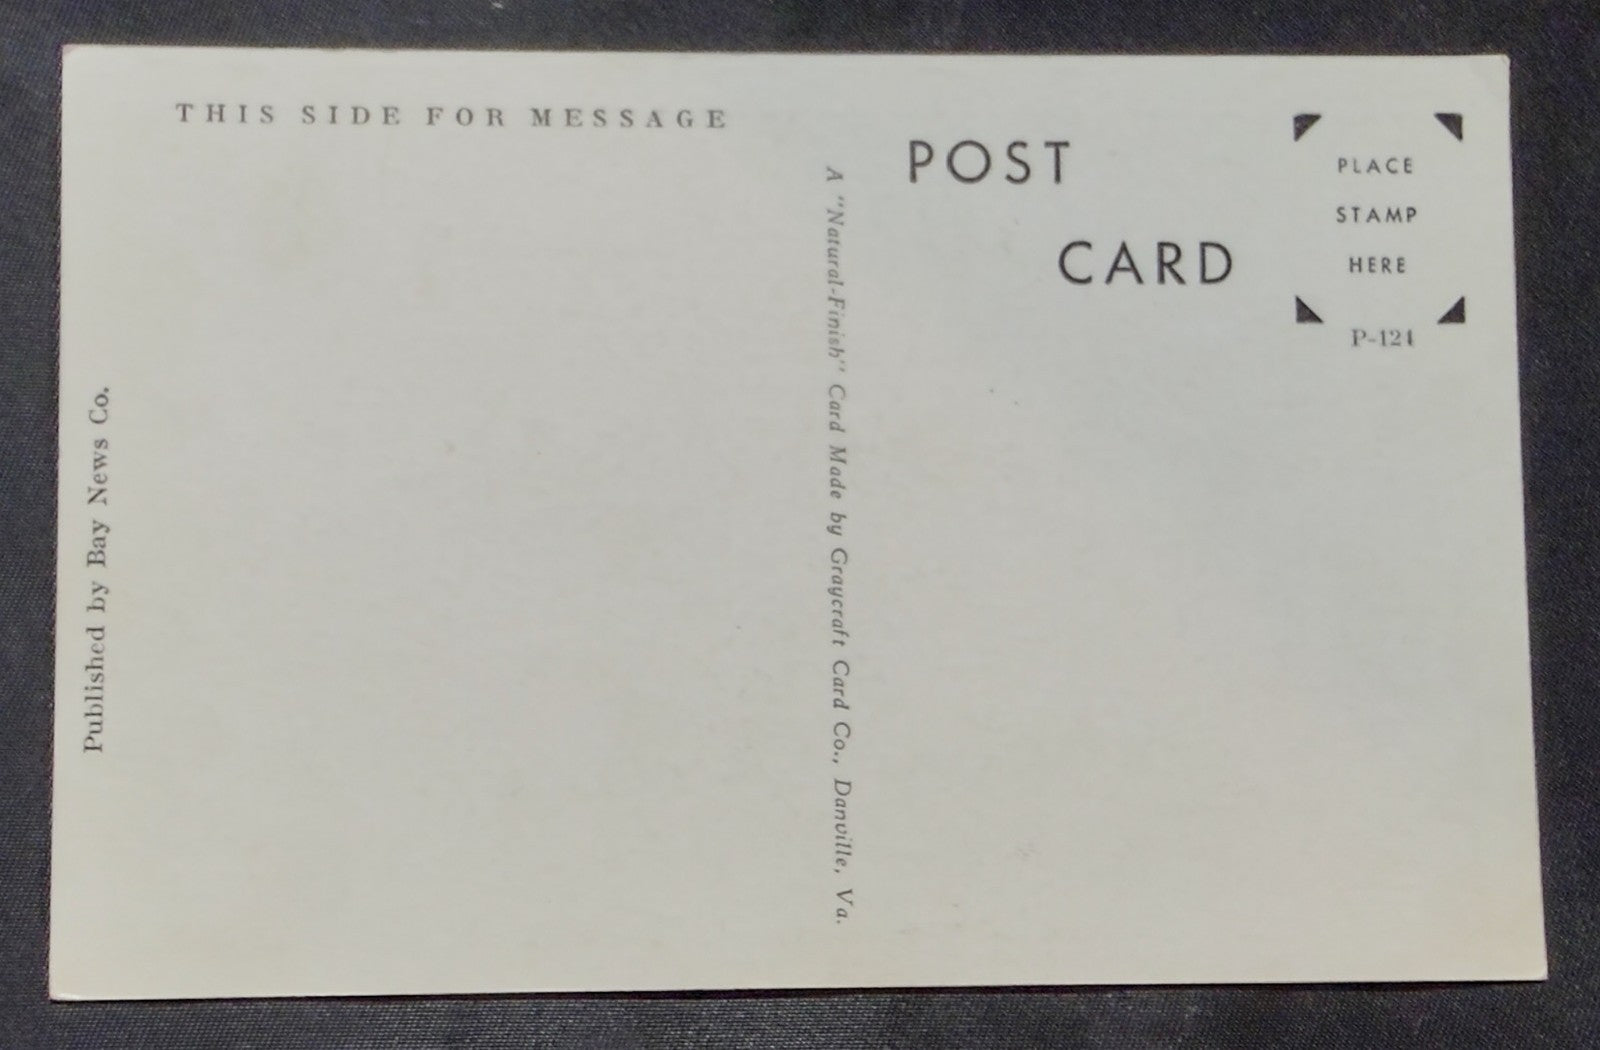 THIS SIDE FOR MESSAGE
Published by Bay News Co.
A "Natural-Finish" Card Made by Graycraft Card Co., Danville, Va.
POST
CARD
PLACE
STAMP
HERE
P-121